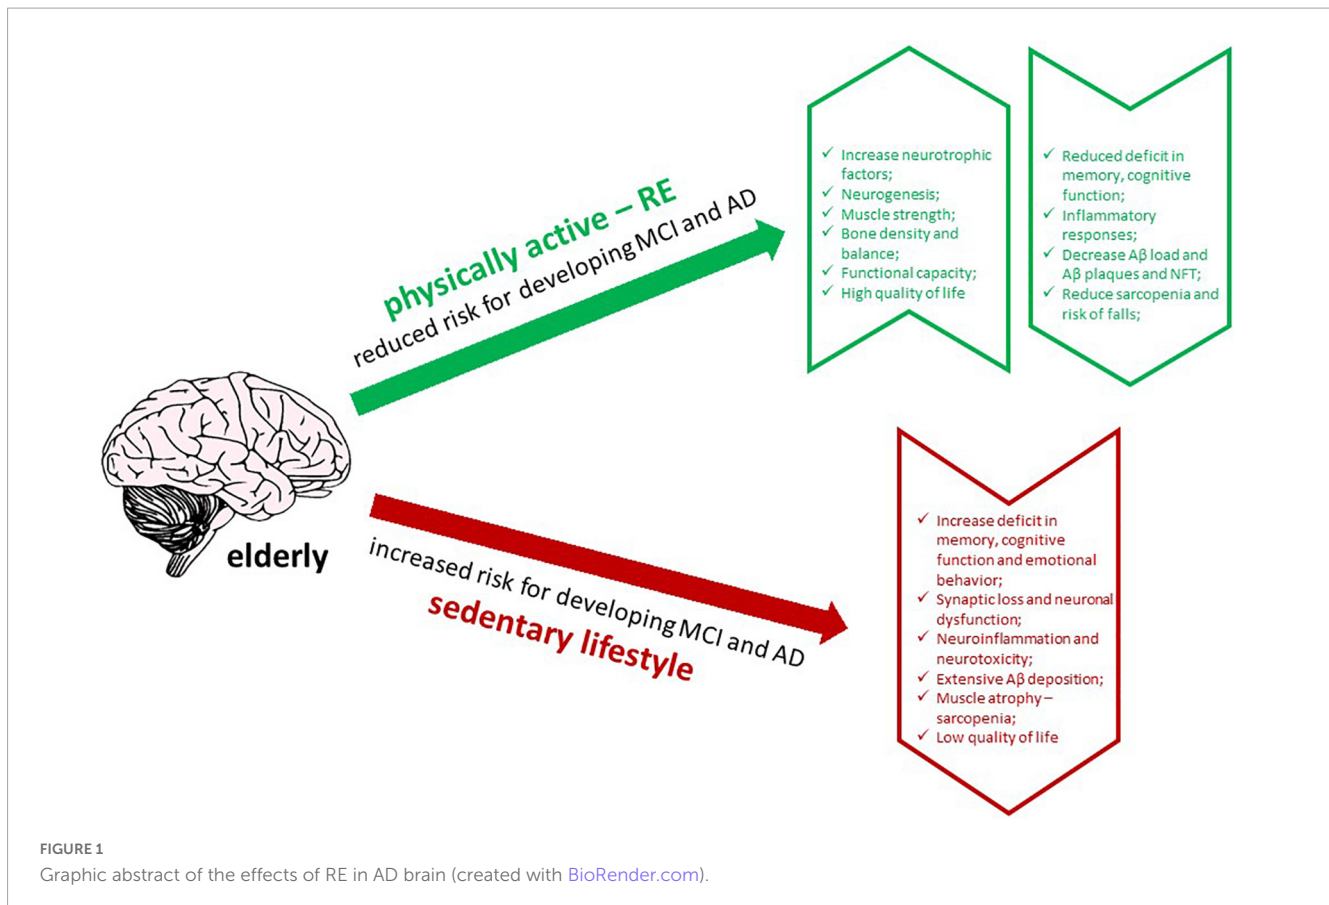 physically active – RE
reduced risk for developing MCI and AD
✓ Increase neurotrophic
factors;
✓ Neurogenesis;
✓ Muscle strength;
✓ Bone density and
balance;
✓ Functional capacity;
✓ High quality of life
✓ Reduced deficit in
memory, cognitive
function;
✓ Inflammatory
responses;
✓ Decrease Aβ load and
Aβ plaques and NFT;
✓ Reduce sarcopenia and
risk of falls;
elderly
increased risk for developing MCI and AD
sedentary lifestyle
✓ Increase deficit in
memory, cognitive
function and emotional
behavior;
✓ Synaptic loss and neuronal
dysfunction;
✓ Neuroinflammation and
neurotoxicity;
✓ Extensive Aβ deposition;
✓ Muscle atrophy –
sarcopenia;
✓ Low quality of life
FIGURE 1
Graphic abstract of the effects of RE in AD brain (created with BioRender.com).